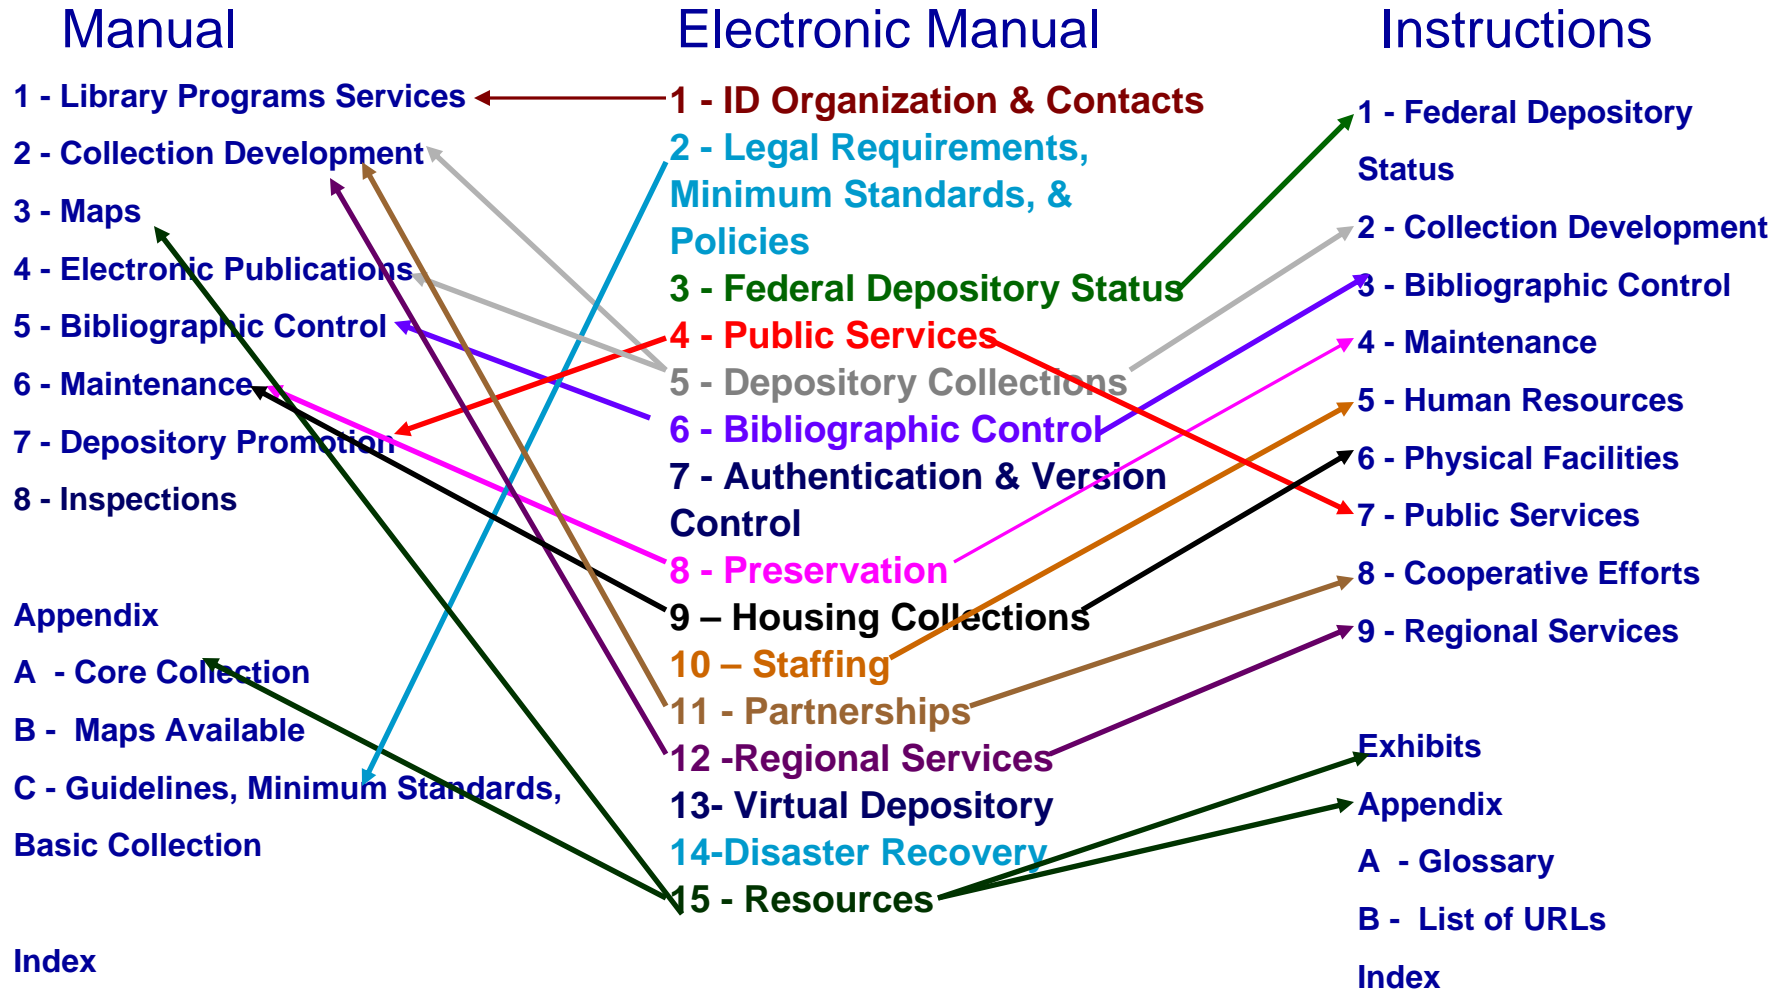 Manual
1 - Library Programs Services
2 - Collection Development
3 - Maps
4 - Electronic Publications
5 - Bibliographic Control
6 - Maintenance
7 - Depository Promotion
8 - Inspections
Appendix
A - Core Collection
B - Maps Available
C - Guidelines, Minimum Standards,
Basic Collection
Index
Electronic Manual
1 - ID Organization & Contacts
2 - Legal Requirements,
Minimum Standards, &
Policies
3 - Federal Depository Status
4 - Public Services
5 - Depository Collections
6 - Bibliographic Control
7 - Authentication & Version
Control
8 - Preservation
9 – Housing Collections
10 – Staffing
11 - Partnerships
12 -Regional Services
13- Virtual Depository
14-Disaster Recovery
15 - Resources
Instructions
1 - Federal Depository
Status
2 - Collection Development
3 - Bibliographic Control
4 - Maintenance
5 - Human Resources
6 - Physical Facilities
7 - Public Services
8 - Cooperative Efforts
9 - Regional Services
Exhibits
Appendix
A - Glossary
B - List of URLs
Index